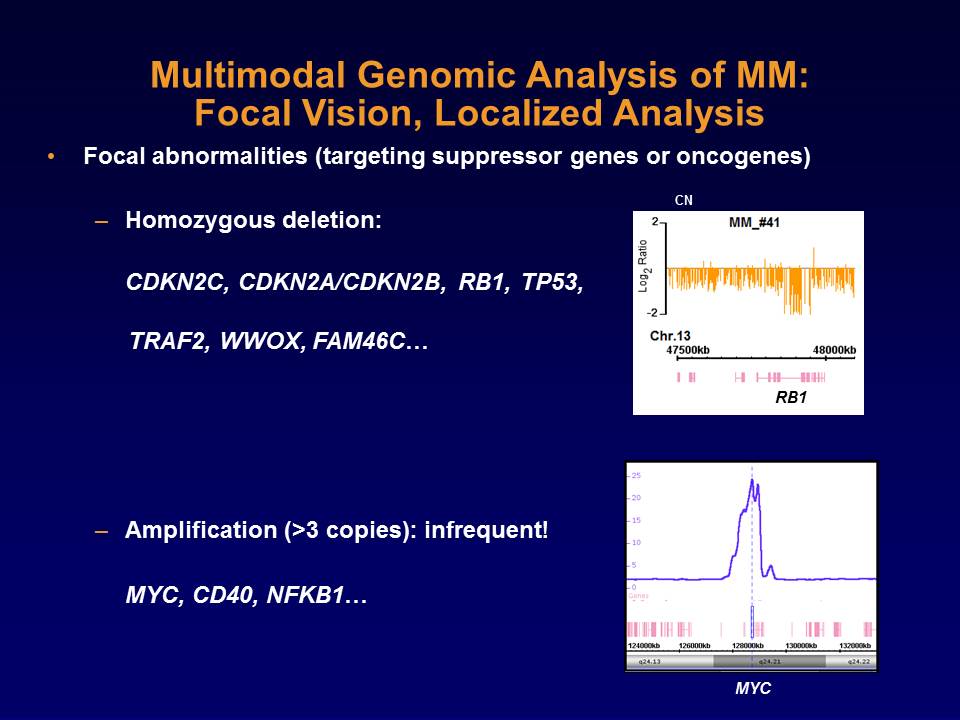 Multimodal Genomic Analysis of MM:
Focal Vision, Localized Analysis
• Focal abnormalities (targeting suppressor genes or oncogenes)
– Homozygous deletion:
CDKN2C, CDKN2A/CDKN2B, RB1, TP53,
TRAF2, WWOX, FAM46C…
CN
MM_#41
2
Log2 Ratio
-2
Chr.13
47500kb 48000kb
RB1
– Amplification (>3 copies): infrequent!
MYC, CD40, NFKB1…
25
20
15
10
5
0
Genes
124000kb 126000kb 128000kb 130000kb 132000kb
q24.13 q24.21 q24.22
MYC